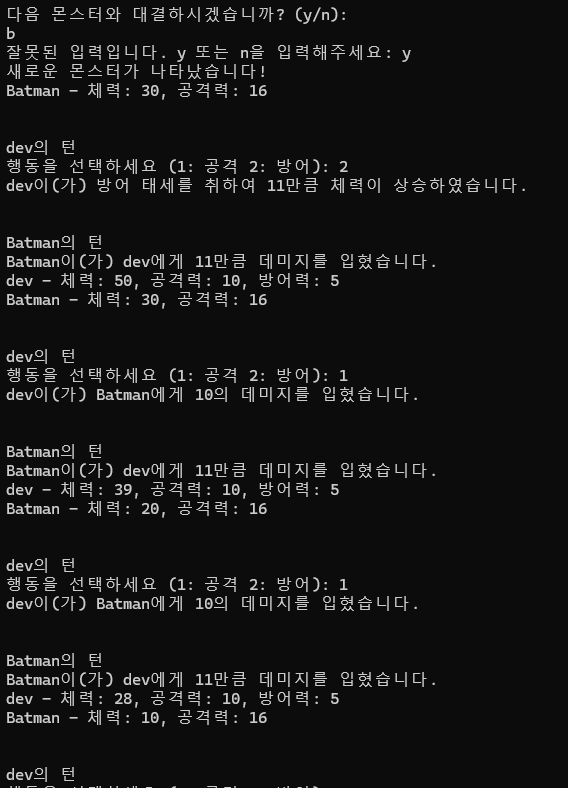 다음 몬스터와 대결하시겠습니까? (y/n):
b
잘못된 입력입니다. y 또는 n을 입력해주세요: y
새로운 몬스터가 나타났습니다!
Batman - 체력: 30, 공격력: 16
dev의 턴
행동을 선택하세요 (1: 공격 2: 방어): 2
dev이(가) 방어 태세를 취하여 11만큼 체력이 상승하였습니다.
Batman의 턴
Batman이(가) dev에게 11만큼 데미지를 입혔습니다.
dev - 체력: 50, 공격력: 10, 방어력: 5
Batman - 체력: 30, 공격력: 16
dev의 턴
행동을 선택하세요 (1: 공격 2: 방어): 1
dev이(가) Batman에게 10의 데미지를 입혔습니다.
Batman의 턴
Batman이(가) dev에게 11만큼 데미지를 입혔습니다.
dev - 체력: 39, 공격력: 10, 방어력: 5
Batman - 체력: 20, 공격력: 16
dev의 턴
행동을 선택하세요 (1: 공격 2: 방어): 1
dev이(가) Batman에게 10의 데미지를 입혔습니다.
Batman의 턴
Batman이(가) dev에게 11만큼 데미지를 입혔습니다.
dev - 체력: 28, 공격력: 10, 방어력: 5
Batman - 체력: 10, 공격력: 16
dev의 턴